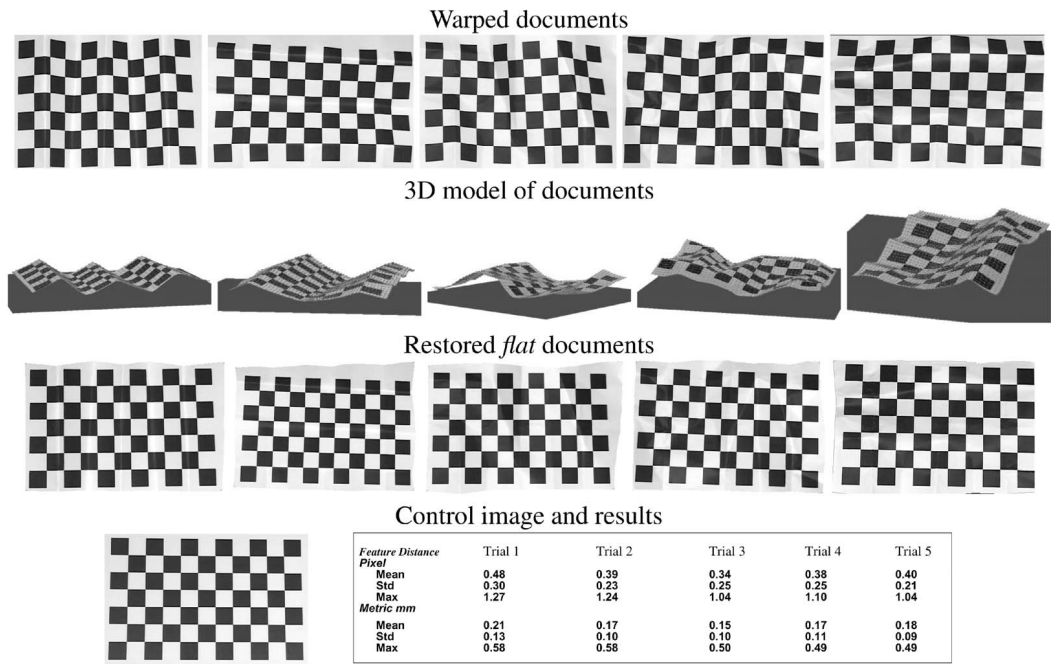 Warped documents
3D model of documents
Restored flat documents
Control image and results
Feature Distance Trial 1 Trial 2 Trial 3 Trial 4 Trial 5
Pixel
Mean 0.48 0.39 0.34 0.38 0.40
Std 0.30 0.23 0.25 0.25 0.21
Max 1.27 1.24 1.04 1.10 1.04
Metric mm
Mean 0.21 0.17 0.15 0.17 0.18
Std 0.13 0.10 0.10 0.11 0.09
Max 0.58 0.58 0.50 0.49 0.49